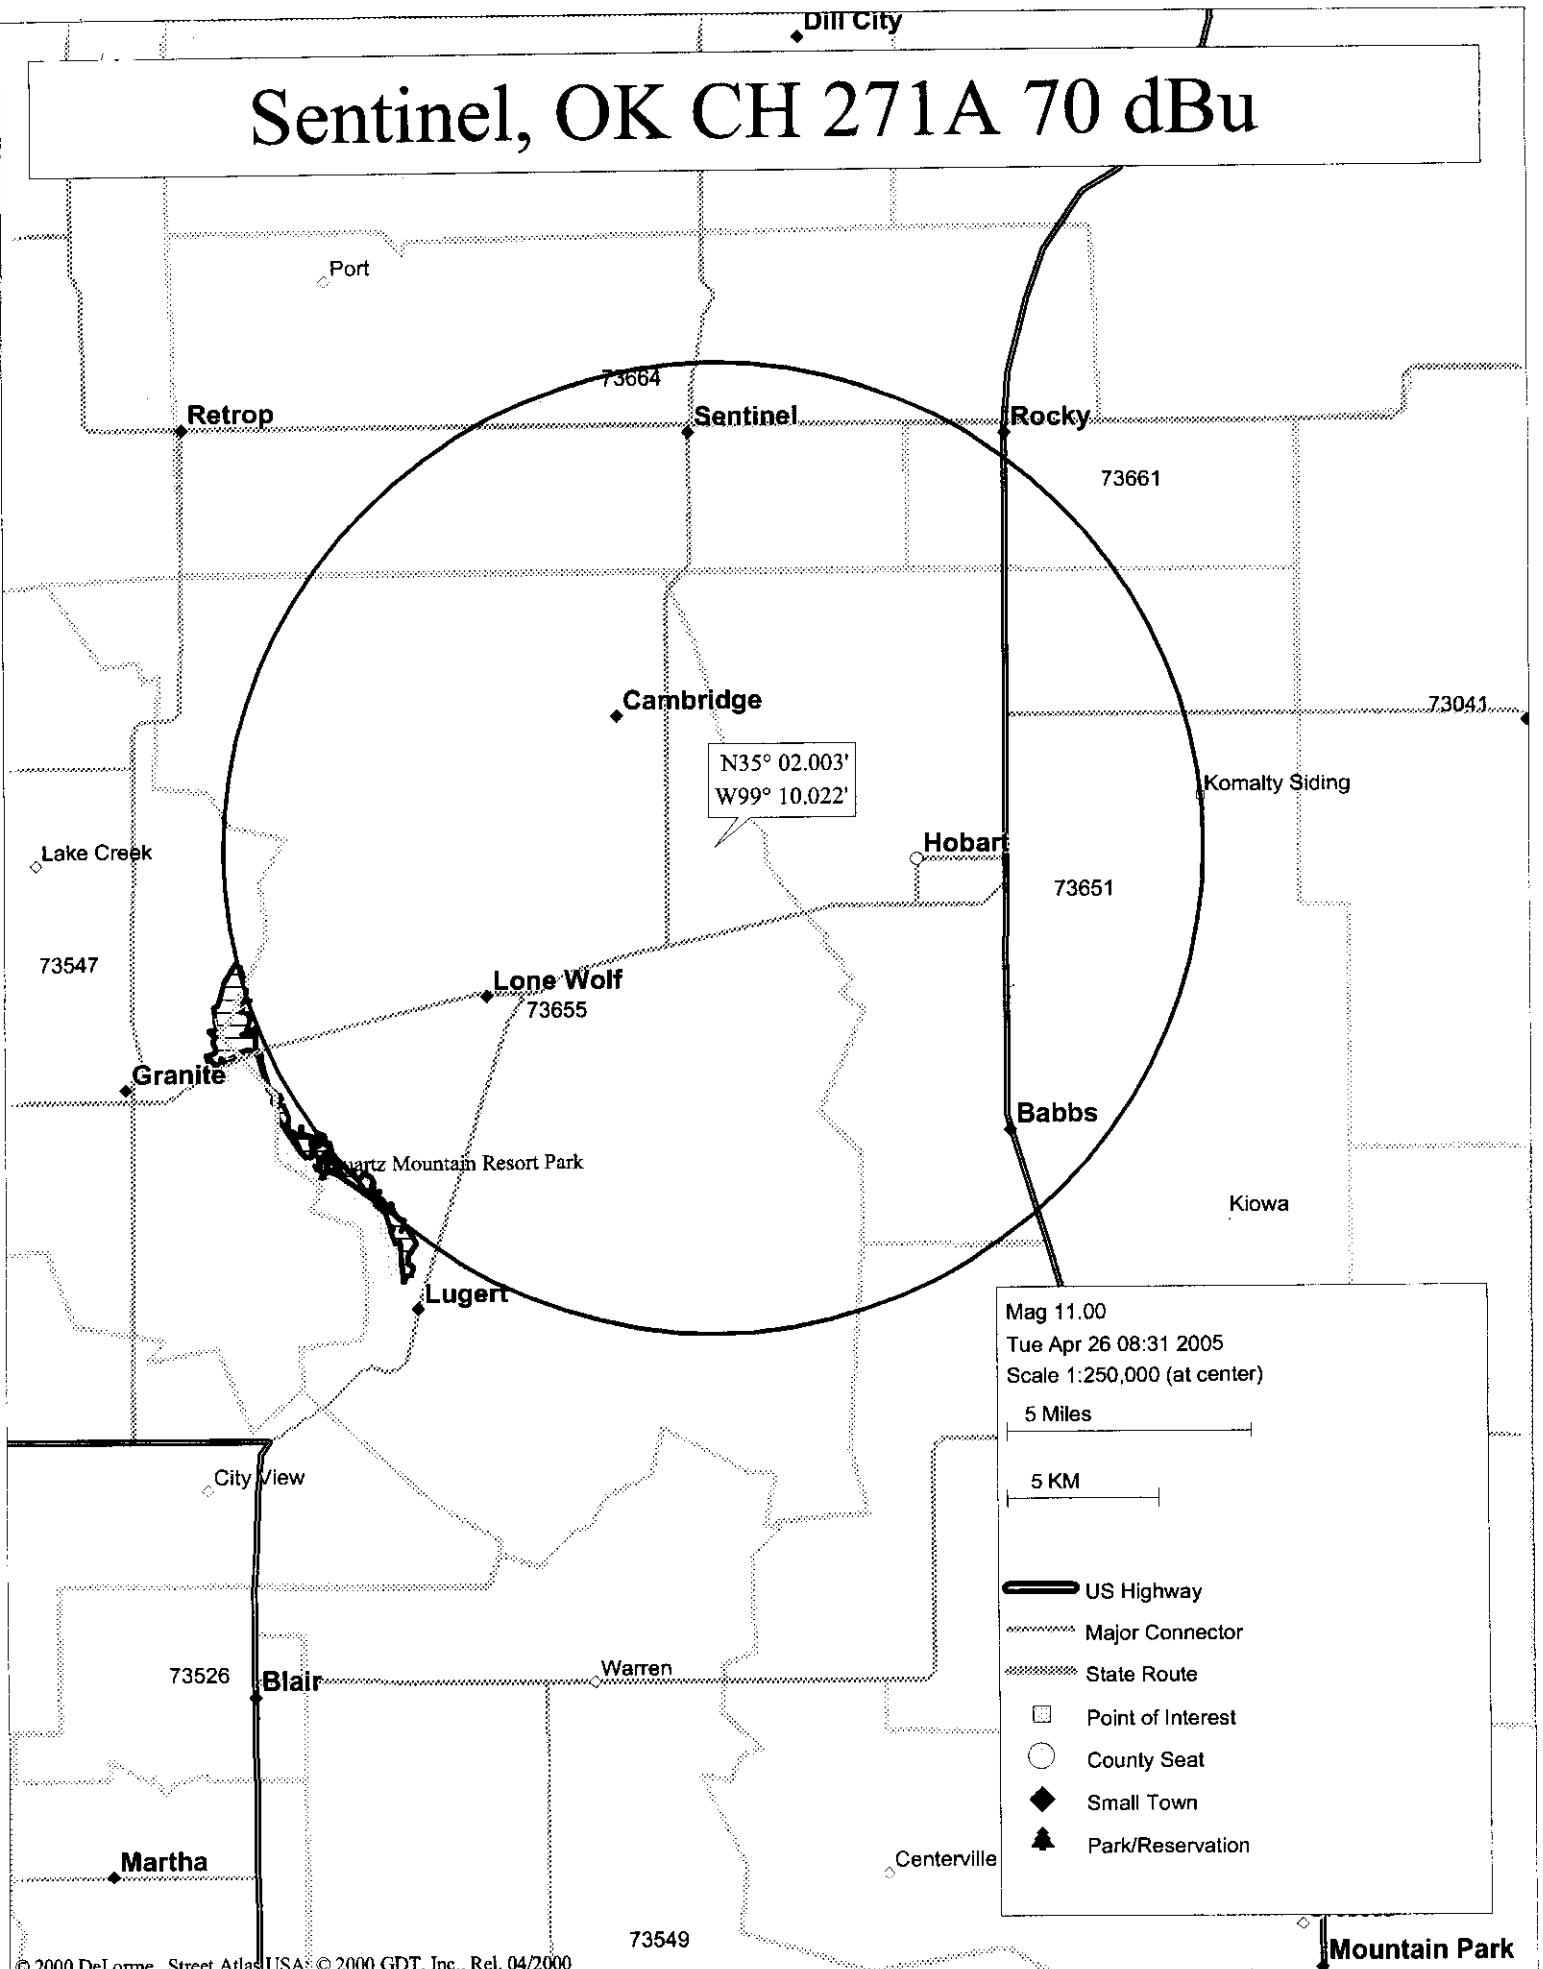 Dill City
Sentinel, OK CH 271A 70 dBu
Port
73664
Retrop
Sentinel
Rocky
73661
Cambridge
73041
N35° 02.003'
W99° 10.022'
Komalty Siding
Hobart
Lake Creek
73651
73547
Lone Wolf
73655
Granite
Babbs
Mountain Resort Park
Kiowa
Lugert
Mag 11.00
Tue Apr 26 08:31 2005
Scale 1:250,000 (at center)
5 Miles
5 KM
City View
US Highway
Major Connector
State Route
Point of Interest
County Seat
Small Town
Park/Reservation
Warren
73526
Blair
Martha
Centerville
73549
Mountain Park
© 2000 DeLorme. Street Atlas USA; © 2000 GDT, Inc., Rel. 04/2000